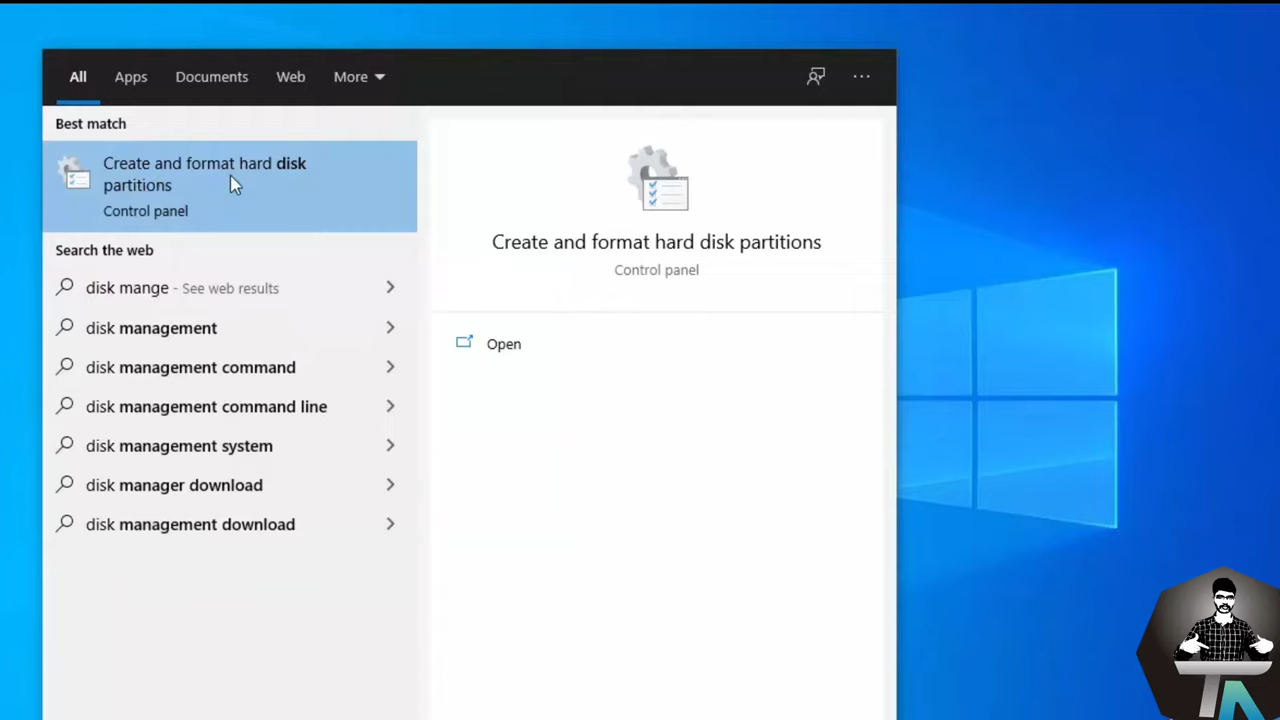 All Apps Documents Web More
Best match
Create and format hard disk
partitions
Control panel
Search the web
disk mange - See web results
disk management
disk management command
disk management command line
disk management system
disk manager download
disk management download
Create and format hard disk partitions
Control panel
Open